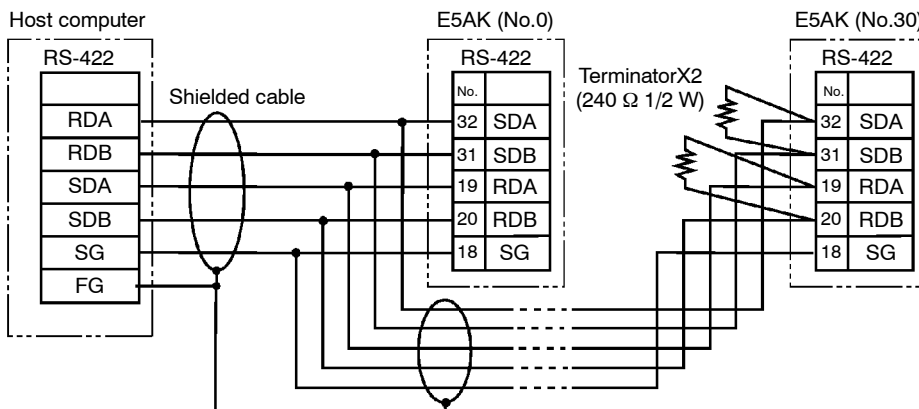 Host computer
E5AK (No.0)
E5AK (No.30)
RS-422
RS-422
RS-422
Shielded cable
TerminatorX2
(240 Ω 1/2 W)
RDA
RDB
SDA
SDB
SG
FG
No.
32 SDA
31 SDB
19 RDA
20 RDB
18 SG
No.
32 SDA
31 SDB
19 RDA
20 RDB
18 SG